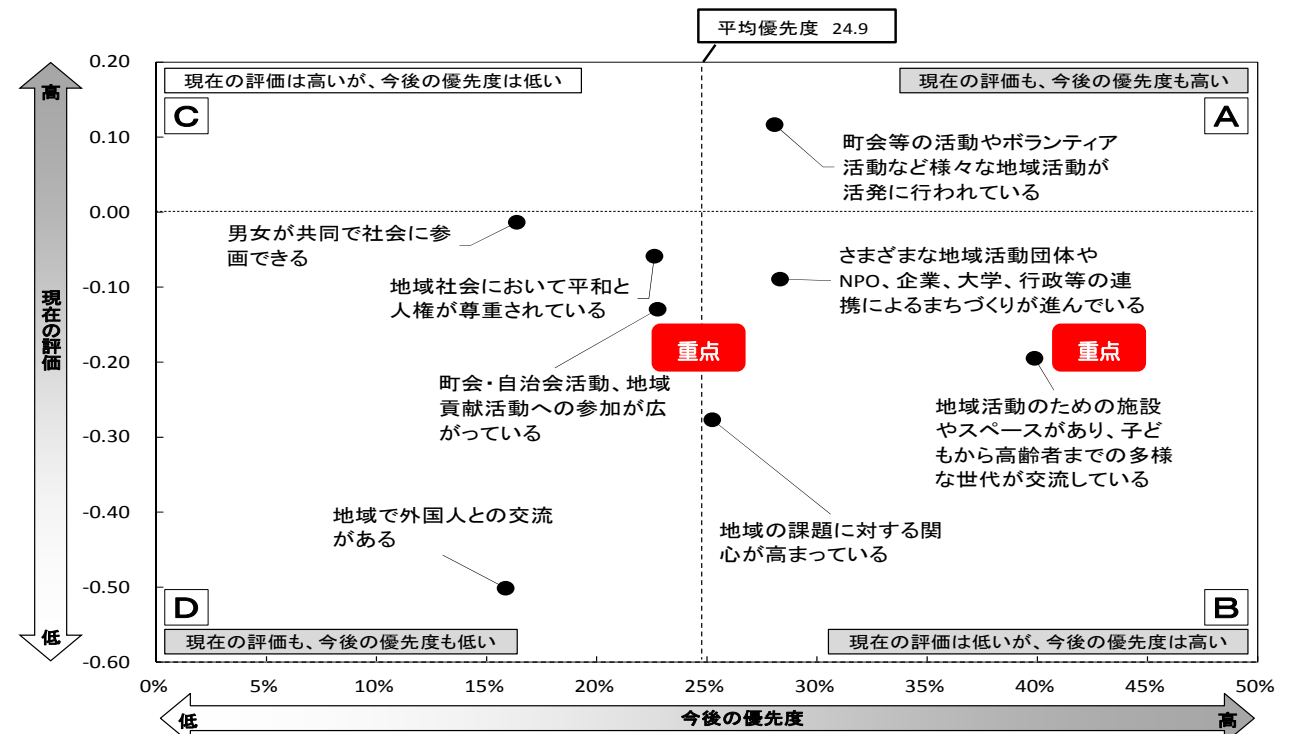 平均優先度 24.9
高
現在の評価
低
0.20
0.10
0.00
-0.10
-0.20
-0.30
-0.40
-0.50
-0.60
現在の評価は高いが、今後の優先度は低い
C
現在の評価も、今後の優先度も高い
A
町会等の活動やボランティア
活動など様々な地域活動が
活発に行われている
男女が共同で社会に参
画できる
地域社会において平和と
人権が尊重されている
さまざまな地域活動団体や
NPO、企業、大学、行政等の連
携によるまちづくりが進んでいる
重点
重点
町会・自治会活動、地域
貢献活動への参加が広
がっている
地域活動のための施設
やスペースがあり、子ど
もから高齢者までの多様
な世代が交流している
地域で外国人との交流
がある
地域の課題に対する関
心が高まっている
D
現在の評価も、今後の優先度も低い
B
現在の評価は低いが、今後の優先度は高い
0%
5%
10%
15%
20%
25%
30%
35%
40%
45%
50%
低
今後の優先度
高